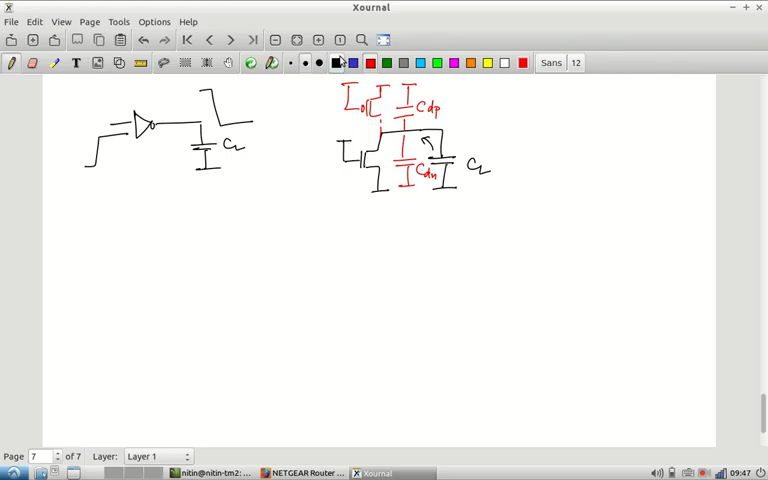 Xournal
File Edit View Page Tools Options Help
Sans 12
Cdp
CL
CL
Cdn
Page 7 of 7 Layer: Layer 1
nitin@nitin-tm2: ... NETGEAR Router ... Xournal 09:47